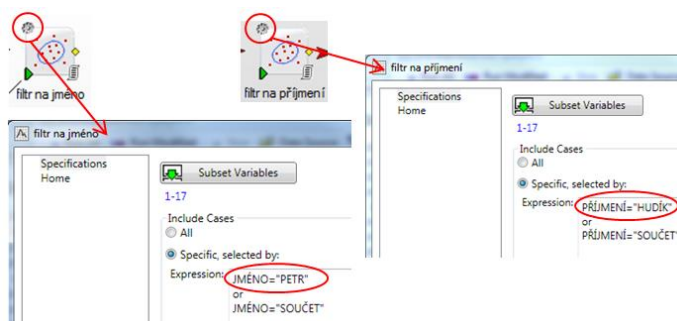 filtr na jméno
filtr na příjmení
filtr na příjmení
Specifications
Home
Subset Variables
1-17
Include Cases
All
Specific, selected by:
Expression:
PŘÍJMENÍ="HUDÍK"
or
PŘÍJMENÍ="SOUČET"
filtr na jméno
Specifications
Home
Subset Variables
1-17
Include Cases
All
Specific, selected by:
Expression:
JMÉNO="PETR"
or
JMÉNO="SOUČET"